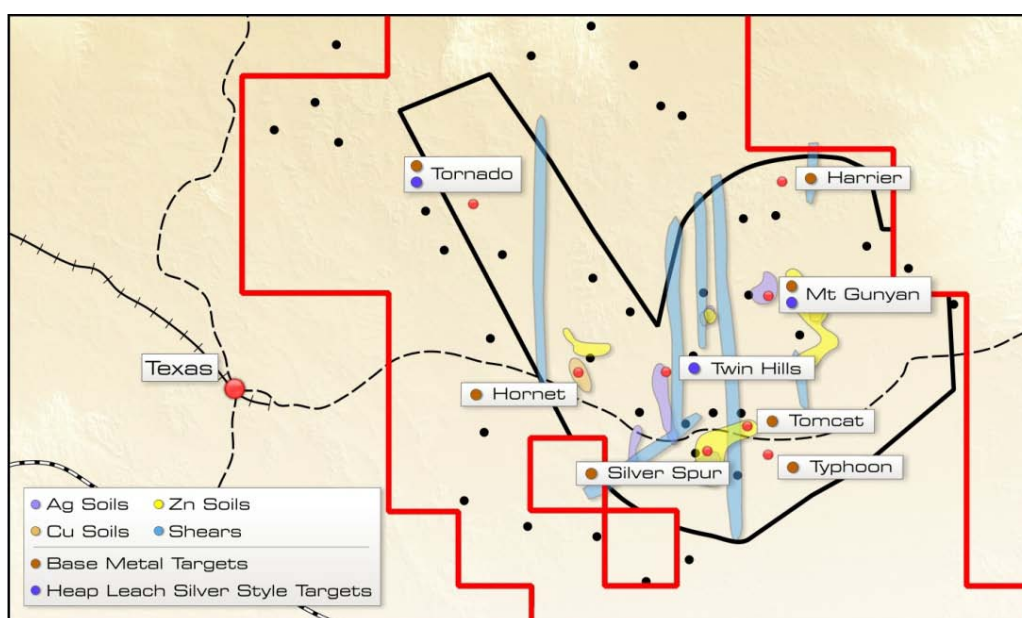 Tornado
Harrier
Mt Gunyan
Texas
Twin Hills
Hornet
Tomcat
Silver Spur
Typhoon
Ag Soils
Zn Soils
Cu Soils
Shears
Base Metal Targets
Heap Leach Silver Style Targets